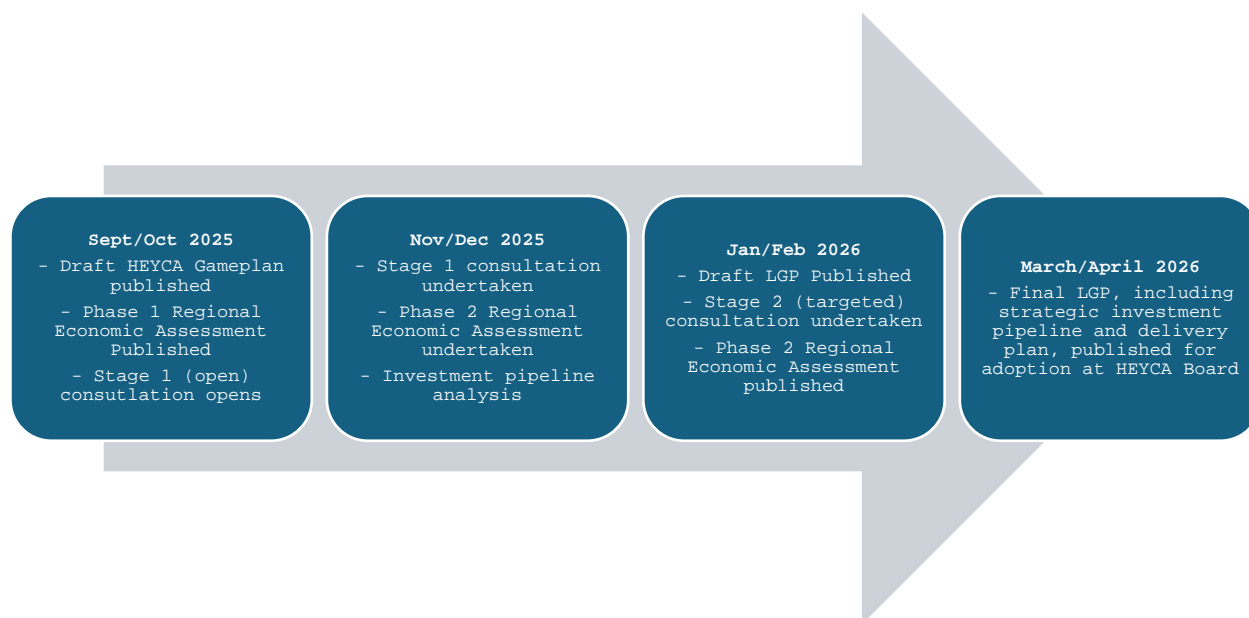 Sept/Oct 2025
- Draft HEYCA Gameplan
published
- Phase 1 Regional
Economic Assessment
Published
- Stage 1 (open)
consutlation opens
Nov/Dec 2025
- Stage 1 consultation
undertaken
- Phase 2 Regional
Economic Assessment
undertaken
- Investment pipeline
analysis
Jan/Feb 2026
- Draft LGP Published
- Stage 2 (targeted)
consultation undertaken
- Phase 2 Regional
Economic Assessment
published
March/April 2026
- Final LGP, including
strategic investment
pipeline and delivery
plan, published for
adoption at HEYCA Board